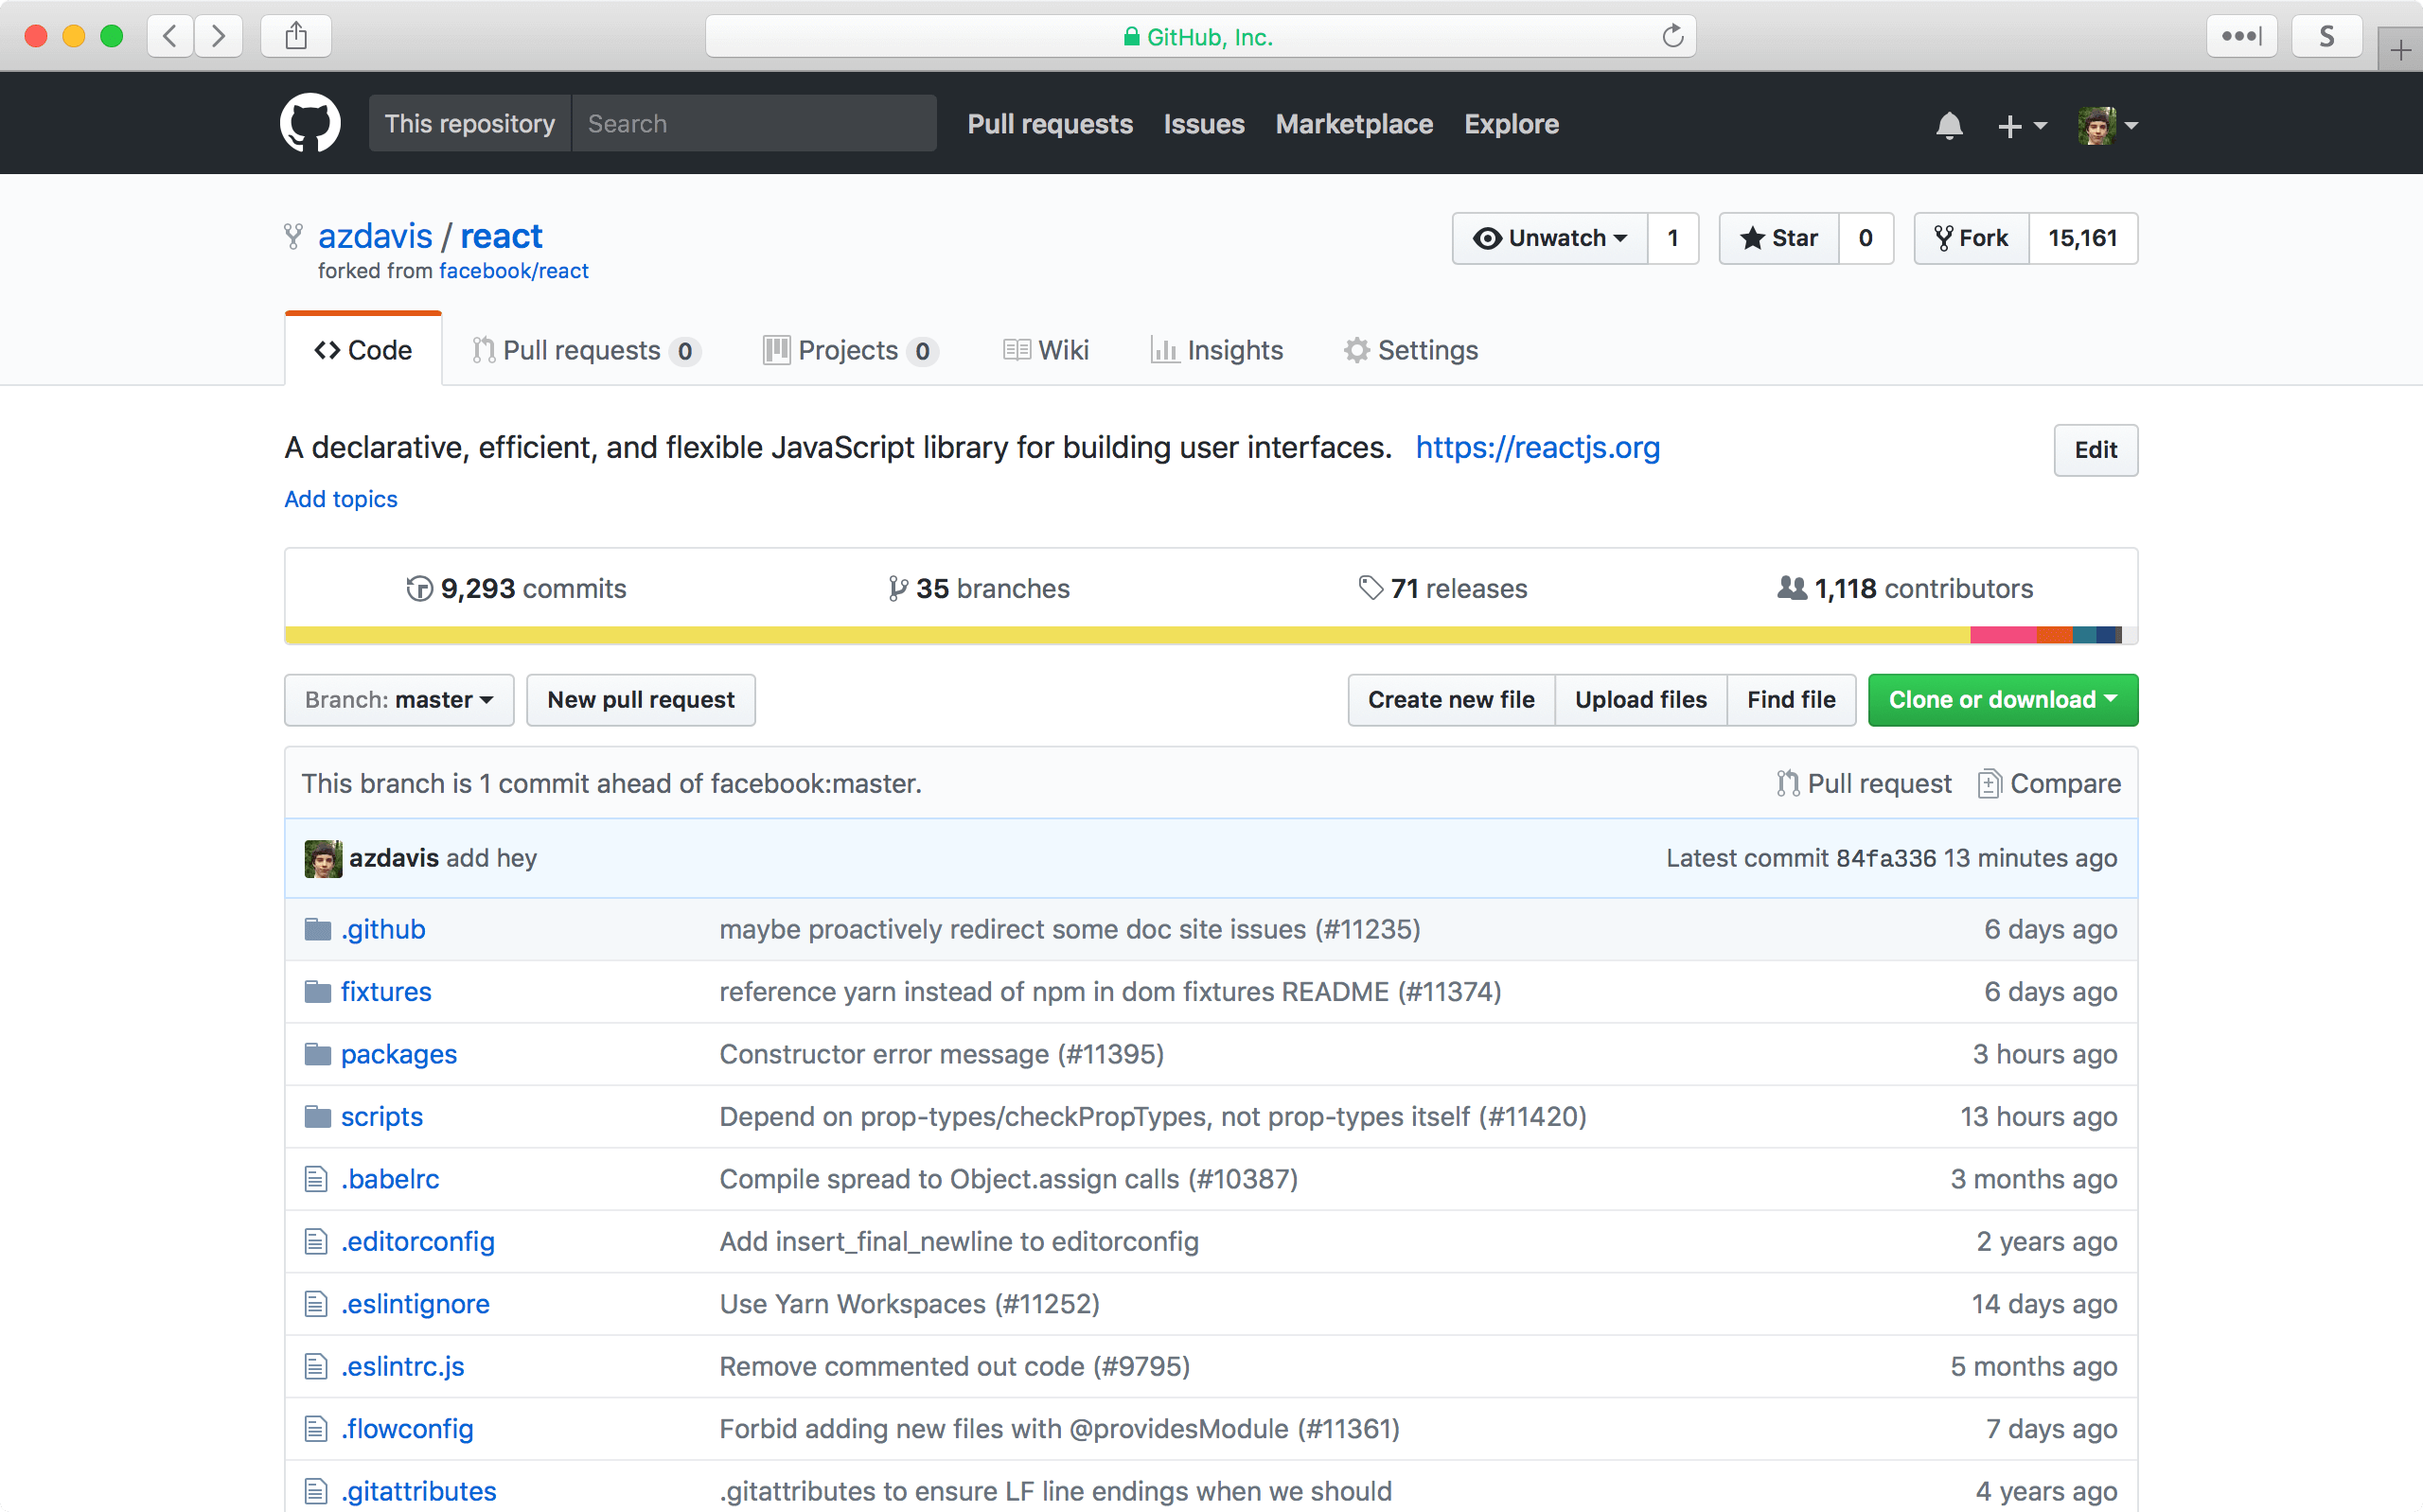 GitHub, Inc.
S
This repository Search Pull requests Issues Marketplace Explore
azdavis / react
Unwatch 1 Star 0 Fork 15,161
forked from facebook/react
Code Pull requests 0 Projects 0 Wiki Insights Settings
A declarative, efficient, and flexible JavaScript library for building user interfaces. https://reactjs.org Edit
Add topics
9,293 commits 35 branches 71 releases 1,118 contributors
Branch: master New pull request Create new file Upload files Find file Clone or download
This branch is 1 commit ahead of facebook:master. Pull request Compare
azdavis add hey Latest commit 84fa336 13 minutes ago
.github maybe proactively redirect some doc site issues (#11235) 6 days ago
fixtures reference yarn instead of npm in dom fixtures README (#11374) 6 days ago
packages Constructor error message (#11395) 3 hours ago
scripts Depend on prop-types/checkPropTypes, not prop-types itself (#11420) 13 hours ago
.babelrc Compile spread to Object.assign calls (#10387) 3 months ago
.editorconfig Add insert_final_newline to editorconfig 2 years ago
.eslintignore Use Yarn Workspaces (#11252) 14 days ago
.eslintrc.js Remove commented out code (#9795) 5 months ago
.flowconfig Forbid adding new files with @providesModule (#11361) 7 days ago
.gitattributes .gitattributes to ensure LF line endings when we should 4 years ago